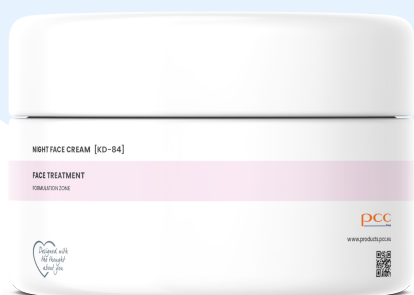 NIGHT FACE CREAM [KD-84]
FACE TREATMENT
FORMULATION ZONE
pcc
www.products.pcc.eu
Designed with
the thought
about you